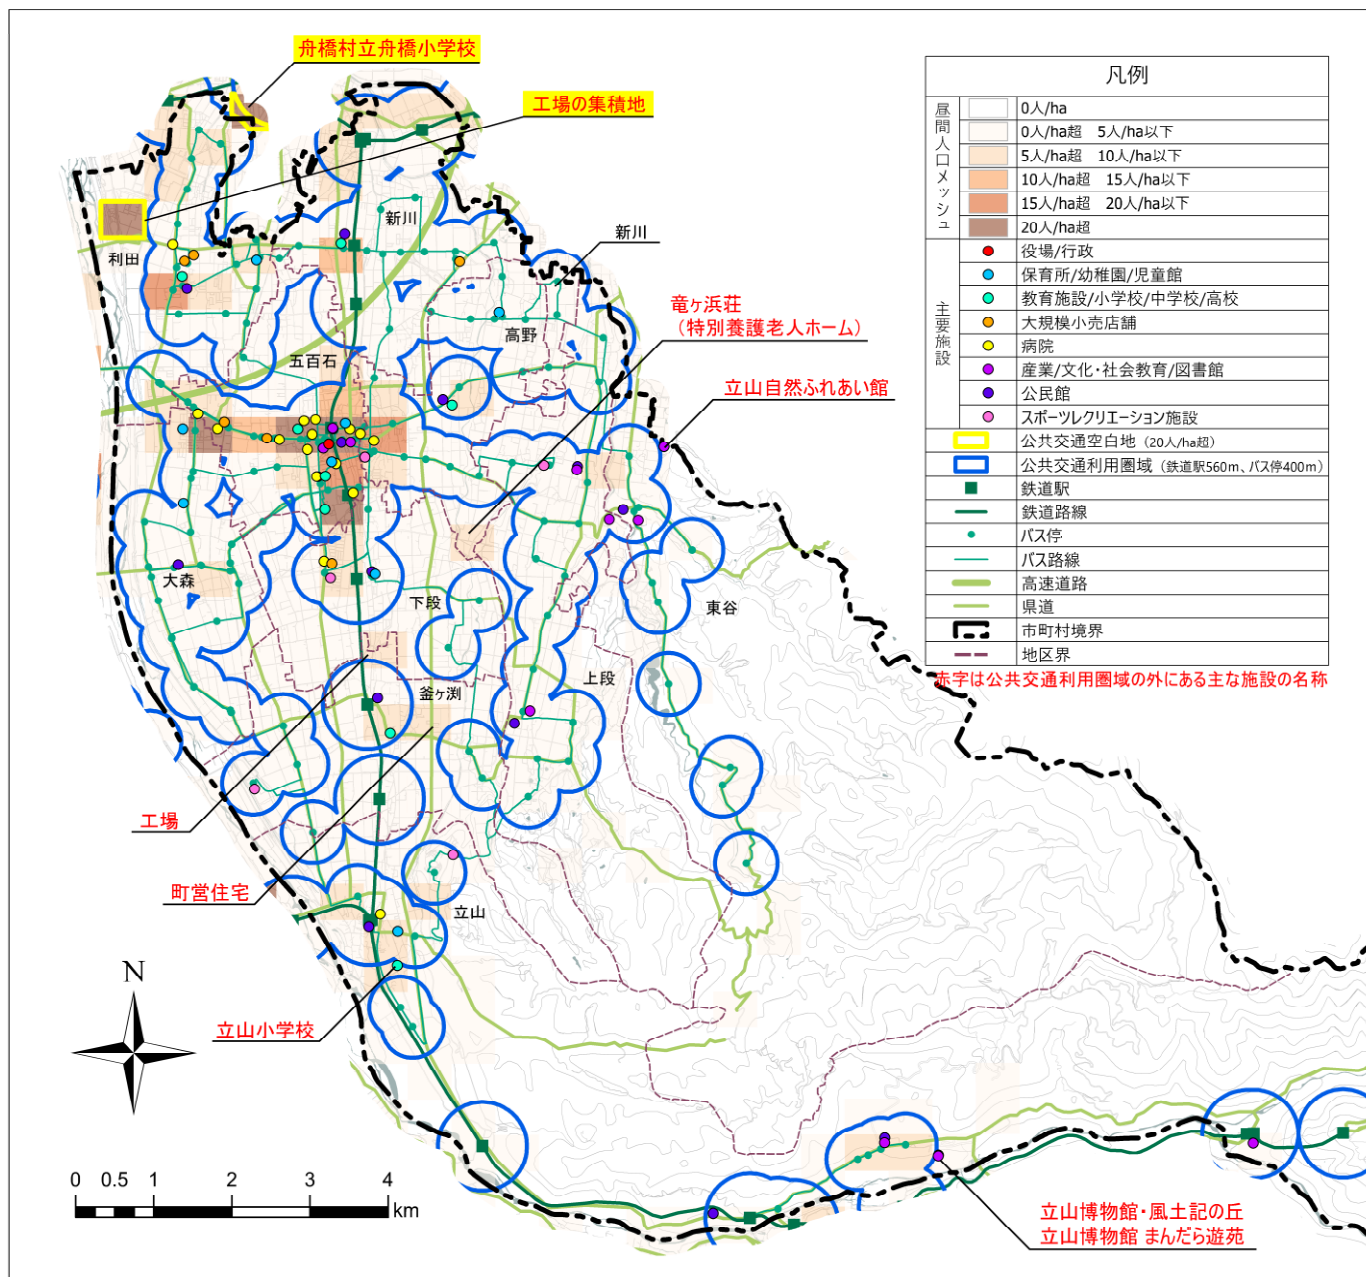 舟橋村立舟橋小学校
工場の集積地
新川
新川
利田
竜ヶ浜荘
（特別養護老人ホーム）
高野
五百石
立山自然ふれあい館
大森
下段
東谷
上段
釜ヶ渕
工場
町営住宅
立山
立山小学校
立山博物館・風土記の丘
立山博物館 まんだら遊苑
N
0 0.5 1 2 3 4
km
凡例
昼間人口メッシュ
0人/ha
0人/ha超 5人/ha以下
5人/ha超 10人/ha以下
10人/ha超 15人/ha以下
15人/ha超 20人/ha以下
20人/ha超
主要施設
役場/行政
保育所/幼稚園/児童館
教育施設/小学校/中学校/高校
大規模小売店舗
病院
産業/文化・社会教育/図書館
公民館
スポーツレクリエーション施設
公共交通空白地（20人/ha超）
公共交通利用圏域（鉄道駅560m、バス停400m）
鉄道駅
鉄道路線
バス停
バス路線
高速道路
県道
市町村境界
地区界
赤字は公共交通利用圏域の外にある主な施設の名称